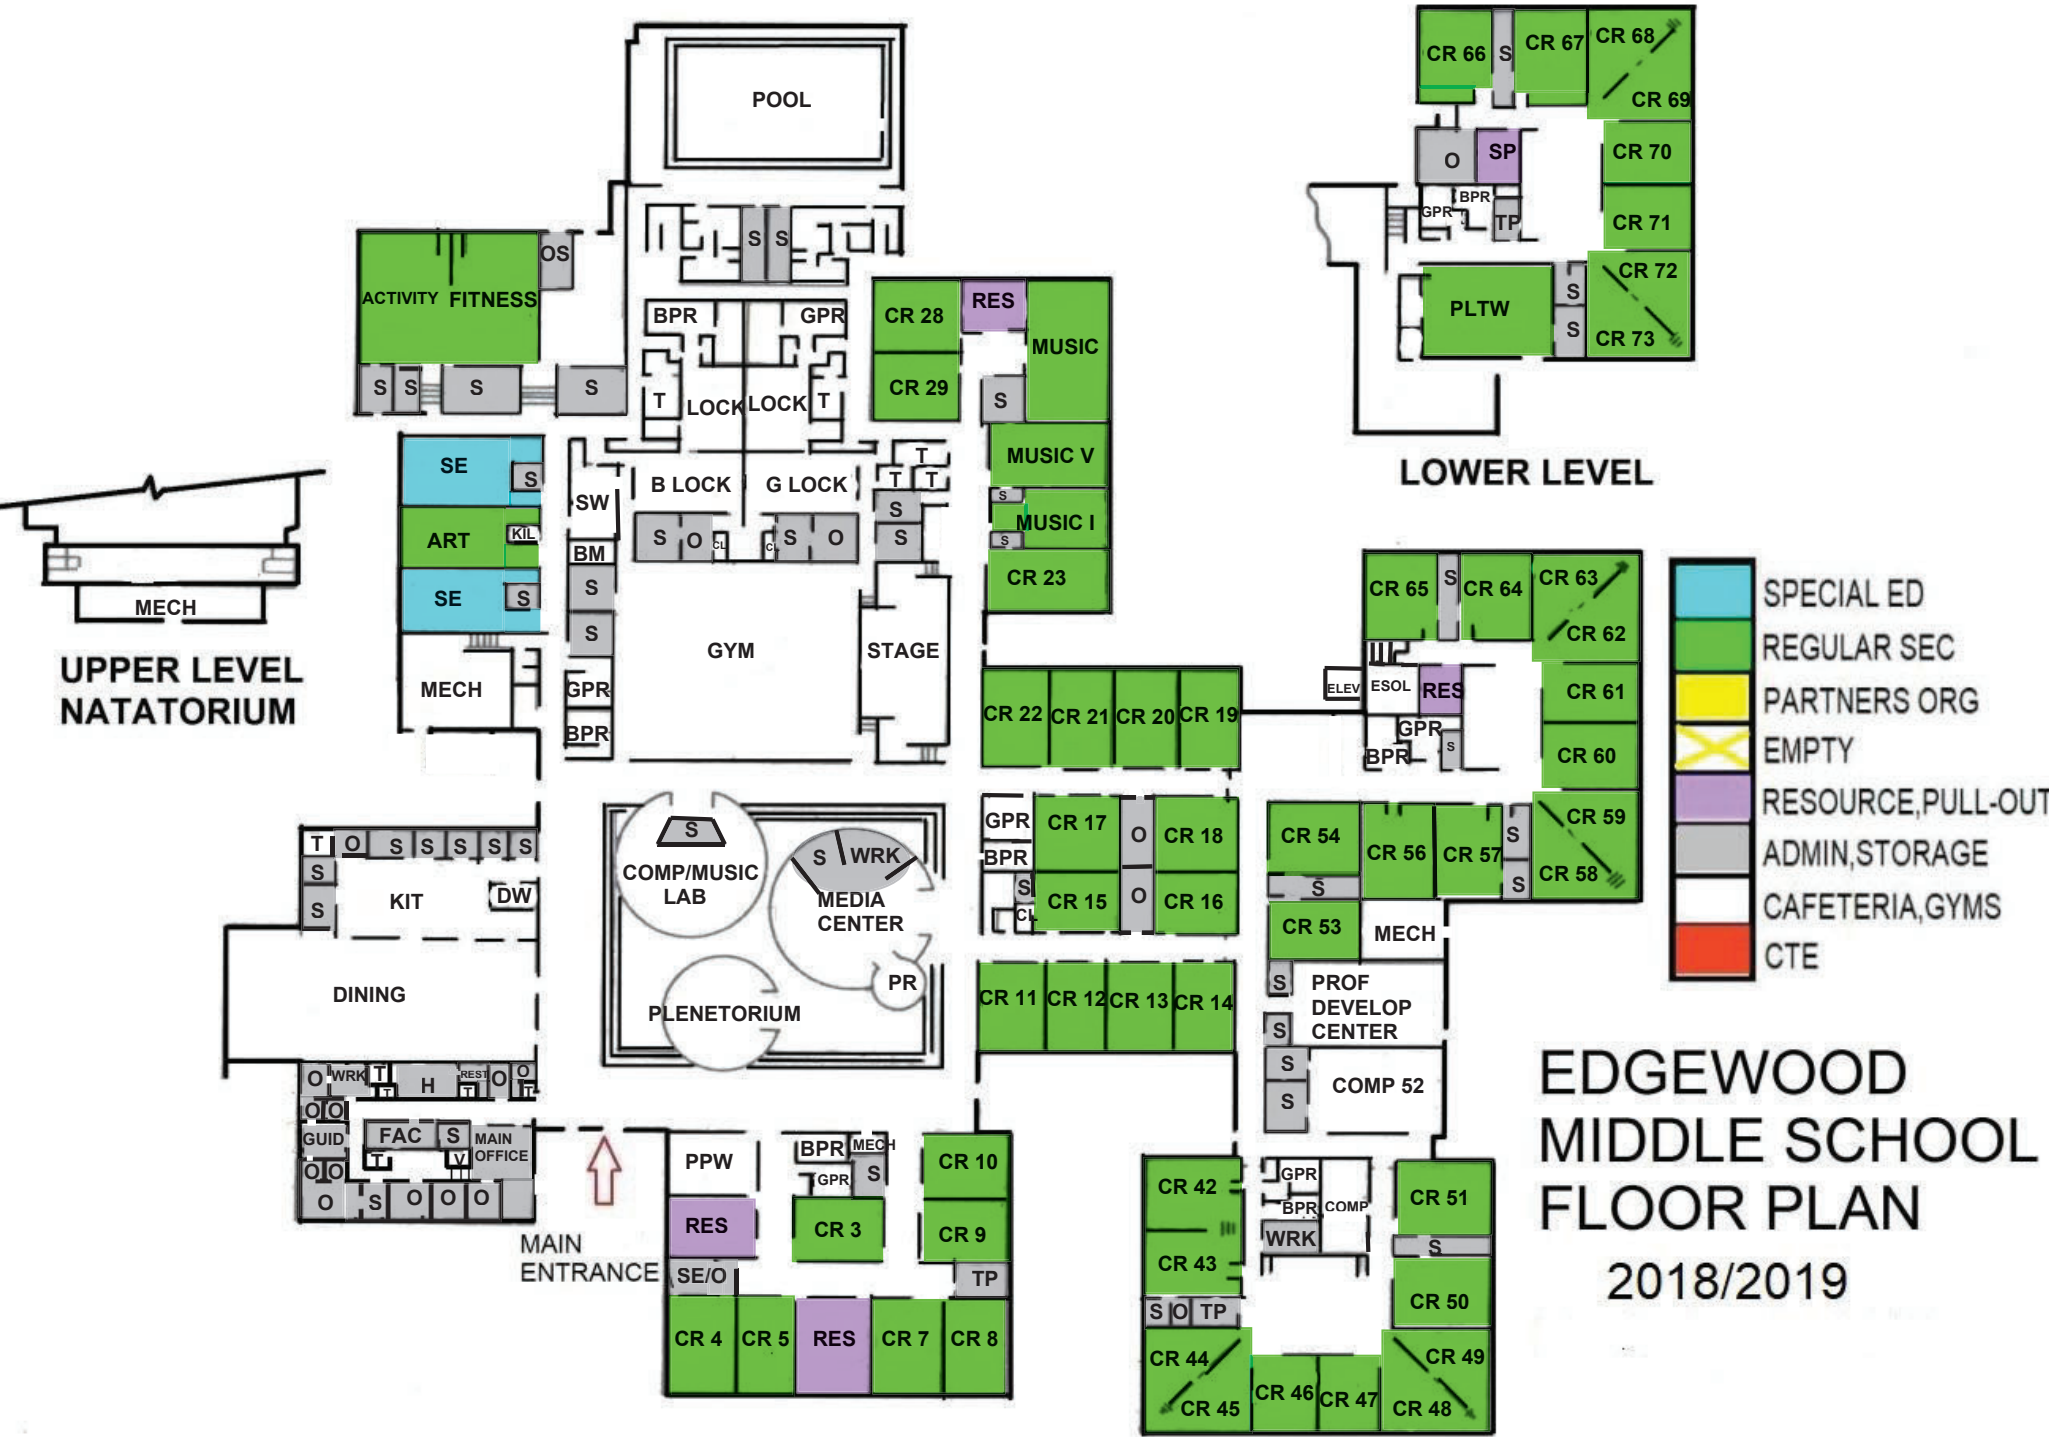 POOL
S S
OS
ACTIVITY FITNESS
S S S S
BPR GPR
T LOCK LOCK T
CR 28 RES MUSIC
CR 29 S
MUSIC V
S
MUSIC I
S
CR 23
SE S
ART KIL
SE S
MECH
SW
BM
S
S
GPR
BPR
B LOCK G LOCK
S O CL CL S O
T
T T
S
S
GYM STAGE
MECH
UPPER LEVEL
NATATORIUM
CR 66 S CR 67 CR 68
CR 69
O SP CR 70
GPR BPR TP CR 71
CR 72
PLTW S
S CR 73
LOWER LEVEL
CR 65 S CR 64 CR 63
CR 62
ELEV ESOL RES CR 61
GPR
BPR S CR 60
CR 59
CR 54 CR 56 CR 57 S
S
CR 58
S
CR 53 MECH
S PROF
DEVELOP
CENTER
S
S
S
COMP 52
CR 22 CR 21 CR 20 CR 19
GPR CR 17 O CR 18
BPR
S
CL
CR 15 O CR 16
CR 11 CR 12 CR 13 CR 14
T O S S S S S
S
S
KIT DW
DINING
S
COMP/MUSIC
LAB
S WRK
MEDIA
CENTER
PR
PLENETORIUM
O WRK T T H REST T O O T
O O
GUID FAC S MAIN
OFFICE
T V
O O
O S O O O
MAIN
ENTRANCE
PPW BPR MECH CR 10
GPR S
RES CR 3 CR 9
SE/O TP
CR 4 CR 5 RES CR 7 CR 8
CR 42 GPR CR 51
BPR COMP
CR 43 WRK S
CR 50
S O TP
CR 44 CR 49
CR 45 CR 46 CR 47 CR 48
SPECIAL ED
REGULAR SEC
PARTNERS ORG
EMPTY
RESOURCE,PULL-OUT
ADMIN,STORAGE
CAFETERIA,GYMS
CTE
EDGEWOOD
MIDDLE SCHOOL
FLOOR PLAN
2018/2019